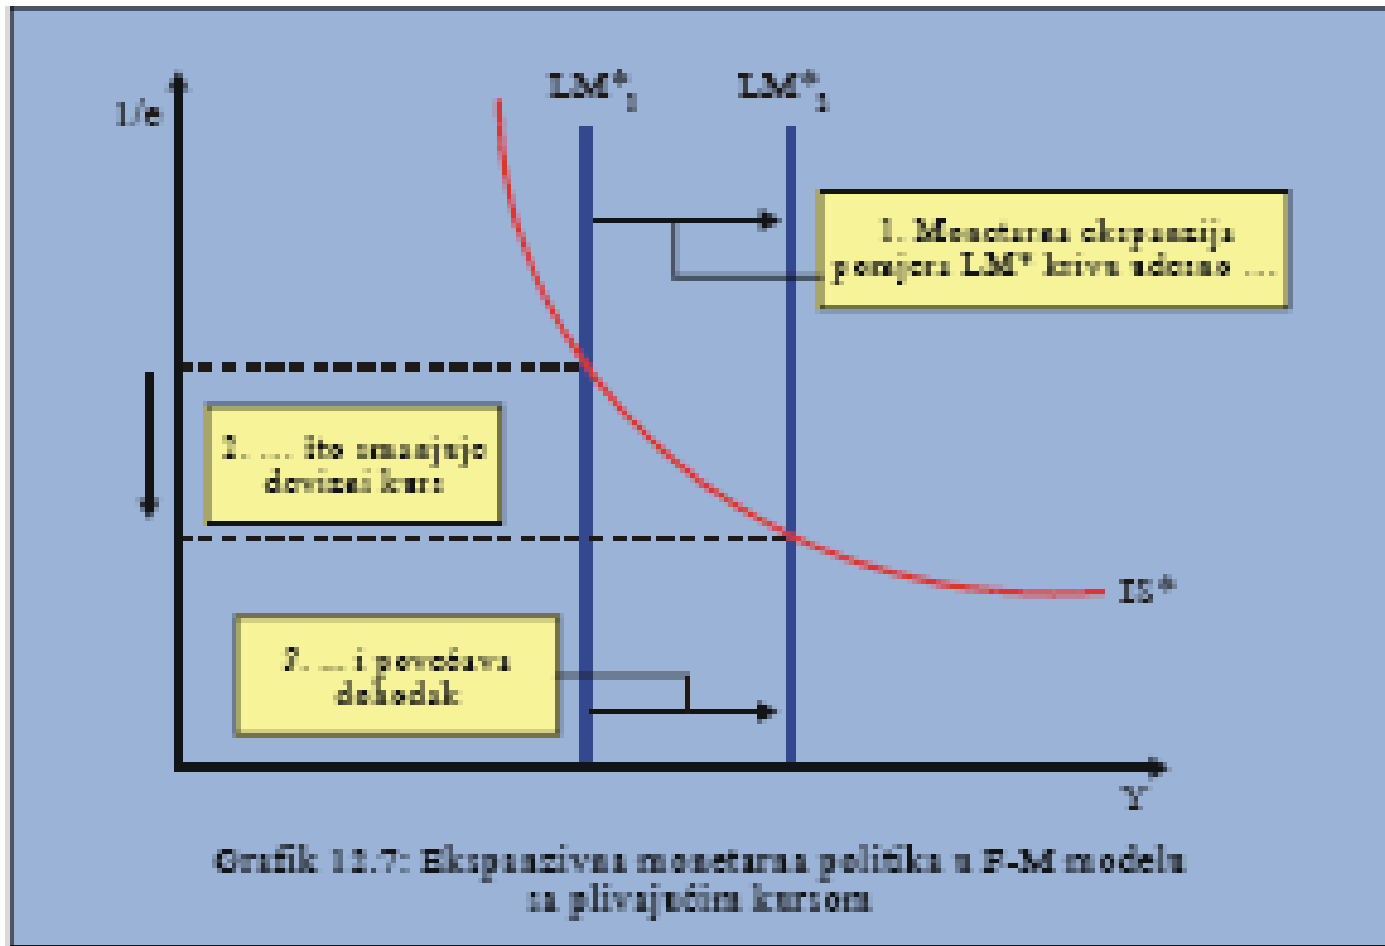 1/e
LM*₁
LM*
1. Monetarna ekspanzija
pomjera LM* krivu udesno ....
2. .... što smanjuje
devizni kurs
IS*
3. .... i povećava
dohodak
Y
Grafik 12.7: Ekspanzivna monetarna politika u F-M modelu
sa plivajućim kursom